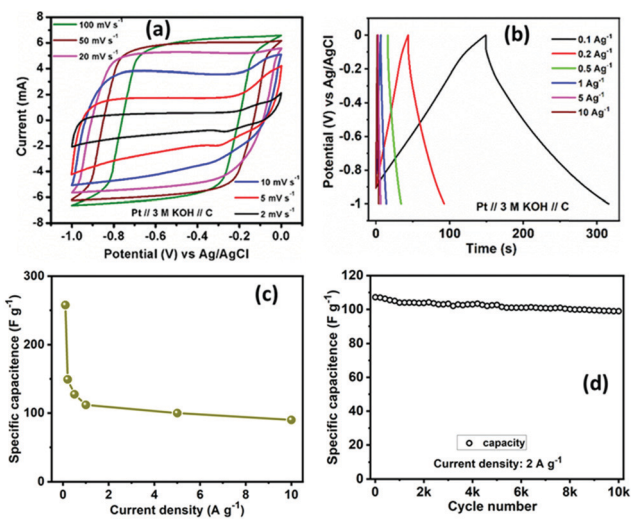 (a)
100 mV s⁻¹
50 mV s⁻¹
20 mV s⁻¹
10 mV s⁻¹
5 mV s⁻¹
2 mV s⁻¹
Pt // 3 M KOH // C
Current (mA)
8
6
4
2
0
-2
-4
-6
-8
-1.0 -0.8 -0.6 -0.4 -0.2 0.0
Potential (V) vs Ag/AgCl
(b)
0.1 Ag⁻¹
0.2 Ag⁻¹
0.5 Ag⁻¹
1 Ag⁻¹
5 Ag⁻¹
10 Ag⁻¹
Pt // 3 M KOH // C
Potential (V) vs Ag/AgCl
0
-0.2
-0.4
-0.6
-0.8
-1
0 100 200 300
Time (s)
(c)
Specific capacitence (F g⁻¹)
300
200
100
0
0 2 4 6 8 10
Current density (A g⁻¹)
(d)
Specific capacitence (F g⁻¹)
120
100
80
60
40
20
0
capacity
Current density: 2 A g⁻¹
0 2k 4k 6k 8k 10k
Cycle number